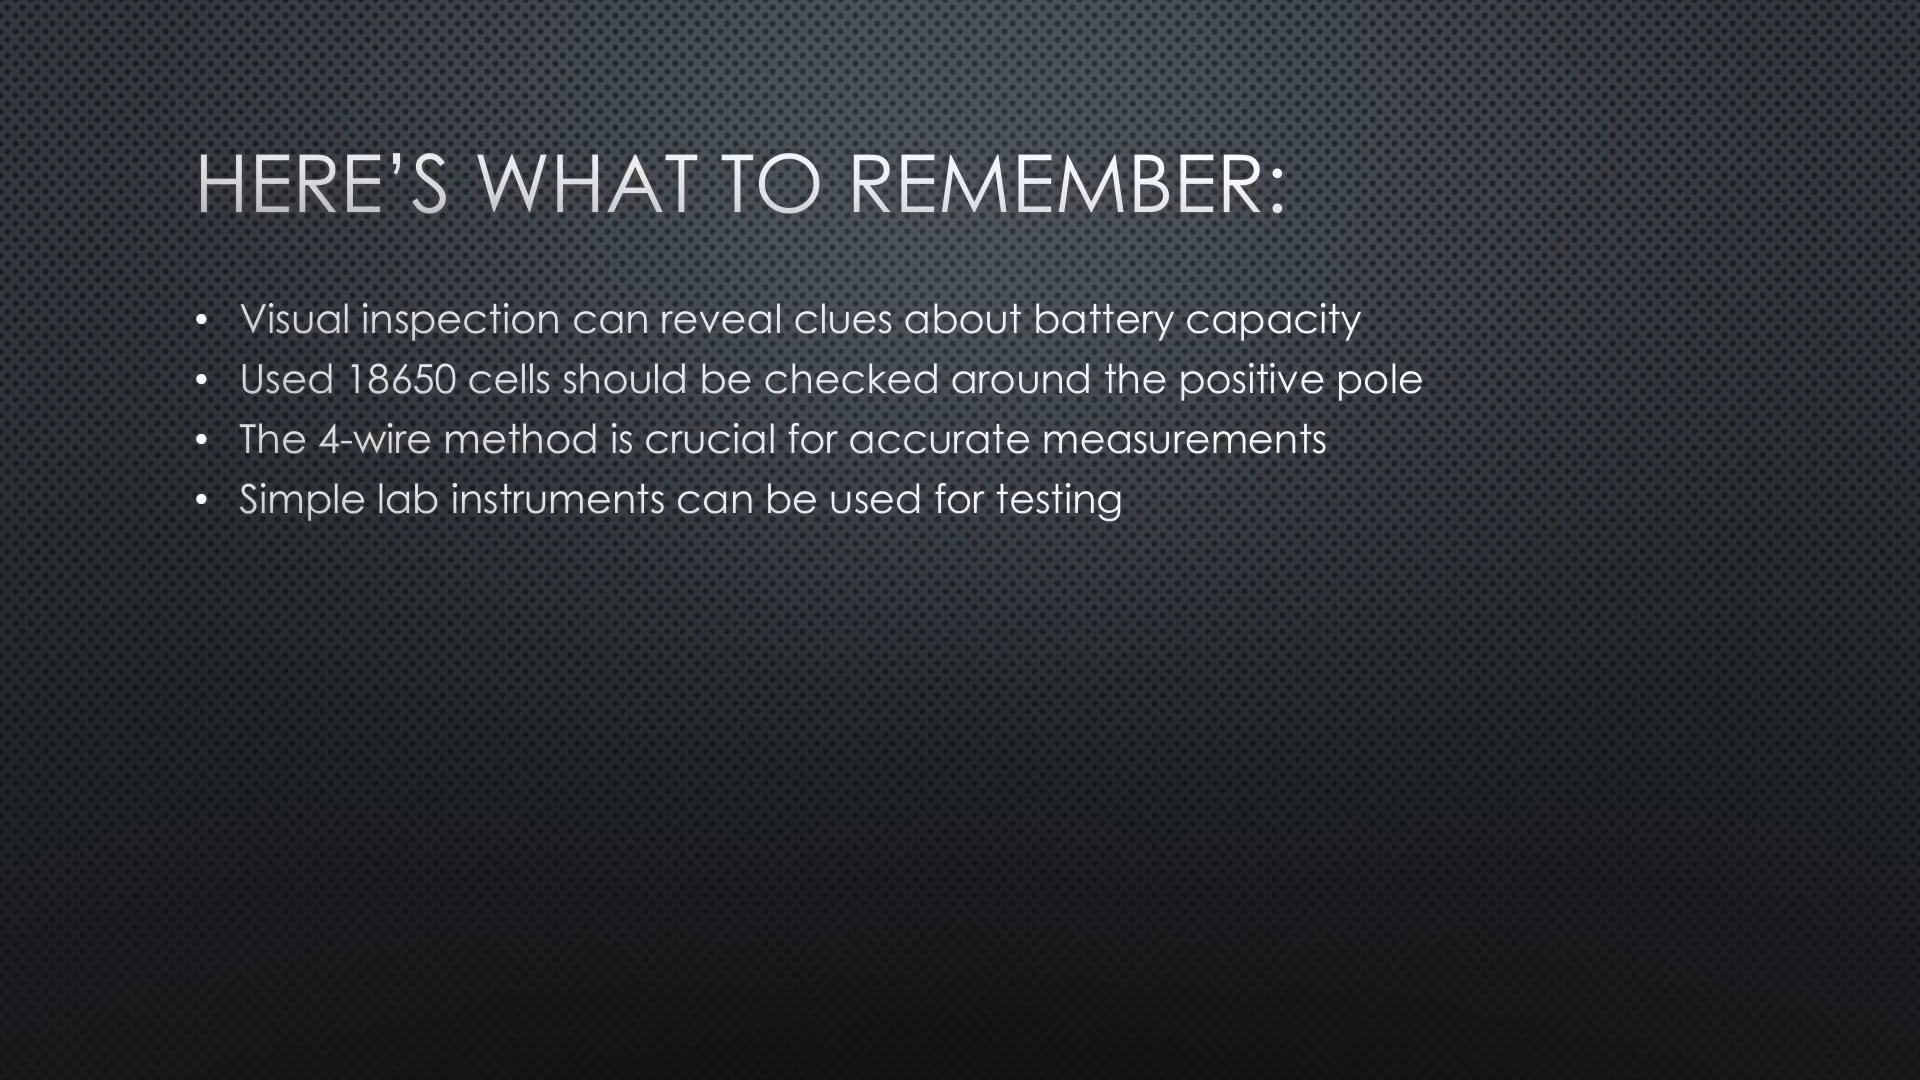 HERE’S WHAT TO REMEMBER:
• Visual inspection can reveal clues about battery capacity
• Used 18650 cells should be checked around the positive pole
• The 4-wire method is crucial for accurate measurements
• Simple lab instruments can be used for testing